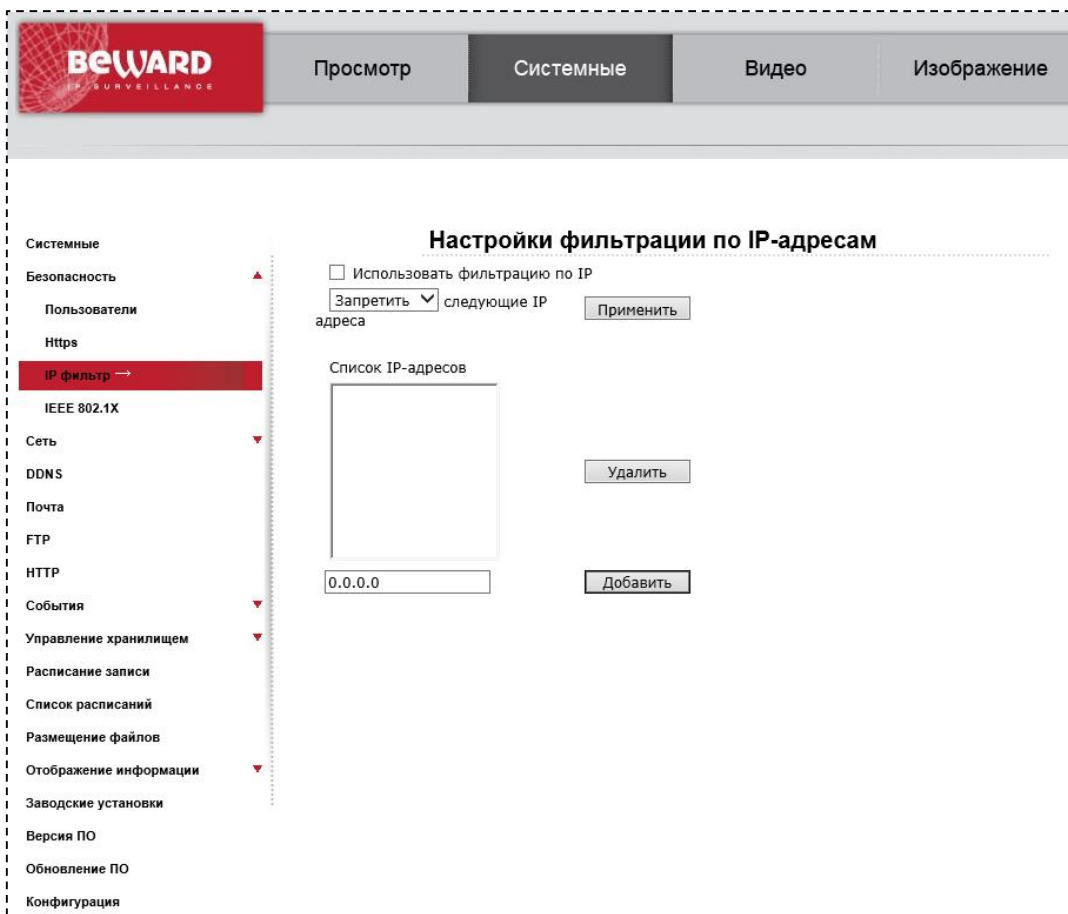 BEWARD
IP SURVEILLANCE
Просмотр
Системные
Видео
Изображение
Системные
Безопасность
Пользователи
Https
IP фильтр →
IEEE 802.1X
Сеть
DDNS
Почта
FTP
HTTP
События
Управление хранилищем
Расписание записи
Список расписаний
Размещение файлов
Отображение информации
Заводские установки
Версия ПО
Обновление ПО
Конфигурация
Настройки фильтрации по IP-адресам
Использовать фильтрацию по IP
Запретить следующие IP
адреса
Применить
Список IP-адресов
Удалить
0.0.0.0
Добавить